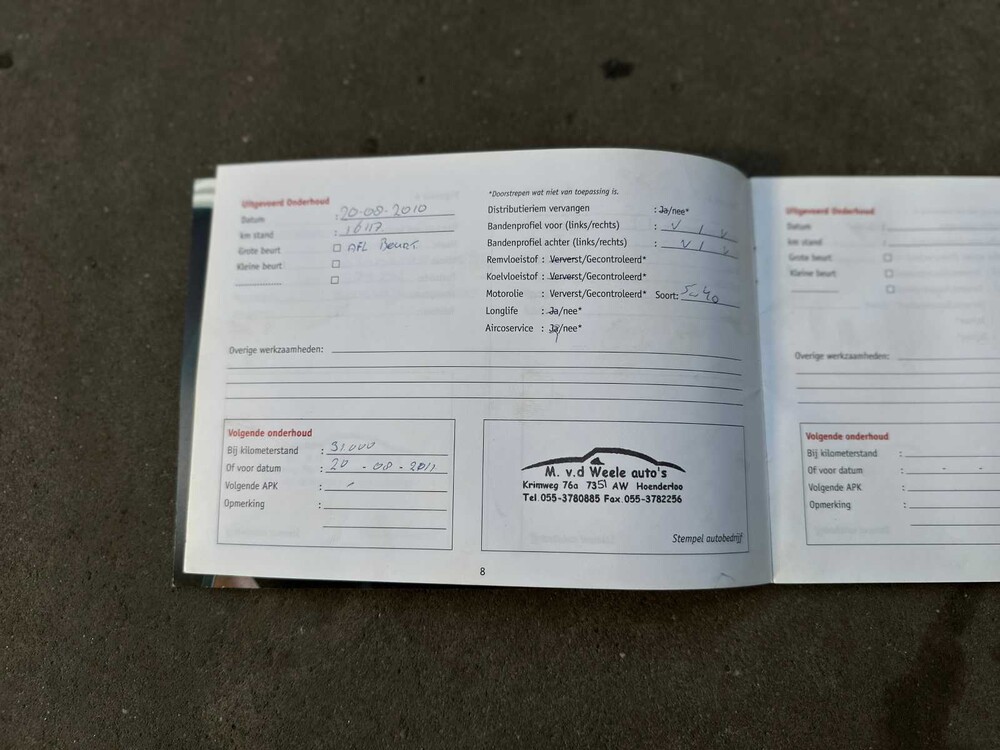 Uitgevoerd Onderhoud
Datum : 20-08-2010
km stand : 16117
Grote beurt ☐ AFL Beurt
Kleine beurt ☐
☐
*Doorstrepen wat niet van toepassing is.
Distributieriem vervangen : Ja/nee*
Bandenprofiel voor (links/rechts) : V / V
Bandenprofiel achter (links/rechts) : V / V
Remvloeistof : Ververst/Gecontroleerd*
Koelvloeistof : Ververst/Gecontroleerd*
Motorolie : Ververst/Gecontroleerd* Soort: 5w40
Longlife : Ja/nee*
Aircoservice : Ja/nee*
Overige werkzaamheden:
Volgende onderhoud
Bij kilometerstand : 31.000
Of voor datum : 20 - 08 - 2011
Volgende APK : -
Opmerking :
:
M. v.d Weele auto's
Krimweg 76a 7351 AW Hoenderloo
Tel.055-3780885 Fax.055-3782256
Stempel autobedrijf
8
Uitgevoerd Onderhoud
Datum :
km stand :
Grote beurt ☐
Kleine beurt ☐
☐
Overige werkzaamheden:
Volgende onderhoud
Bij kilometerstand :
Of voor datum : - -
Volgende APK :
Opmerking :